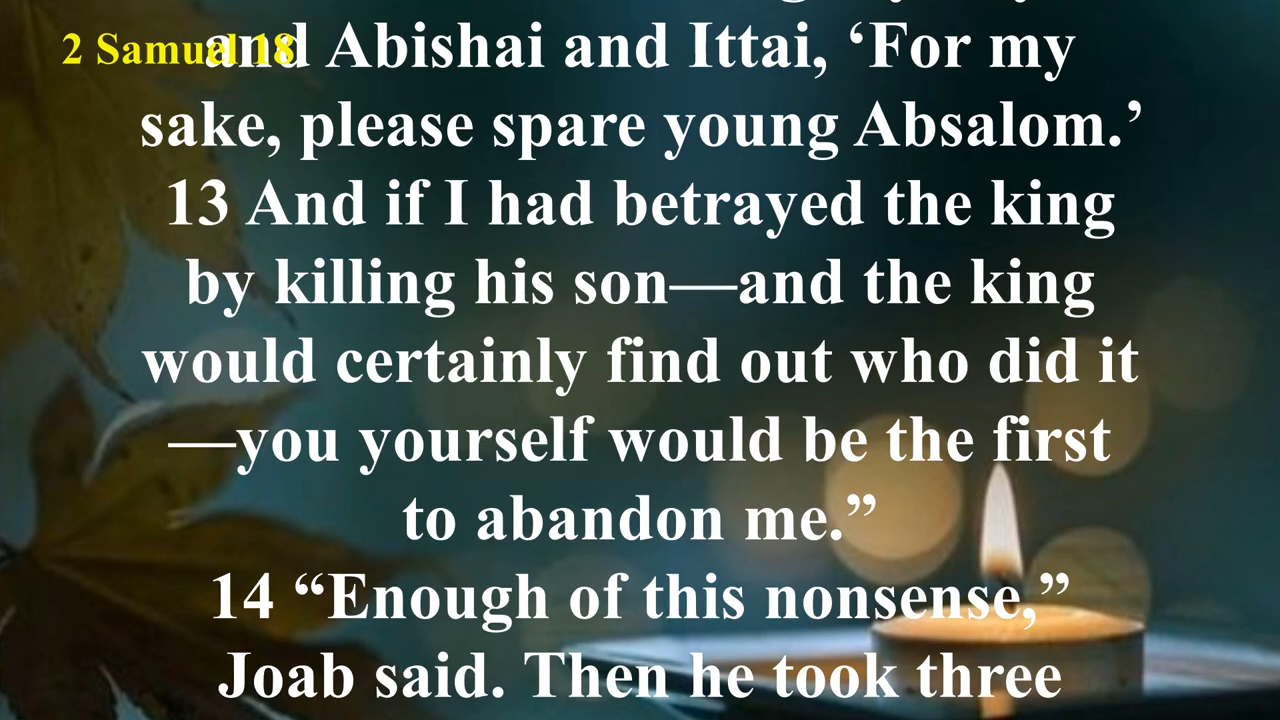 2 Samuel 18
and Abishai and Ittai, ‘For my
sake, please spare young Absalom.’
13 And if I had betrayed the king
by killing his son—and the king
would certainly find out who did it
—you yourself would be the first
to abandon me.”
14 “Enough of this nonsense,”
Joab said. Then he took three